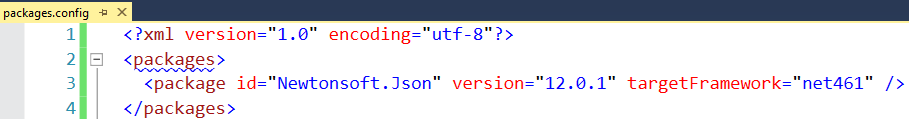 packages.config
1 <?xml version="1.0" encoding="utf-8"?>
2 <packages>
3 <package id="Newtonsoft.Json" version="12.0.1" targetFramework="net461" />
4 </packages>